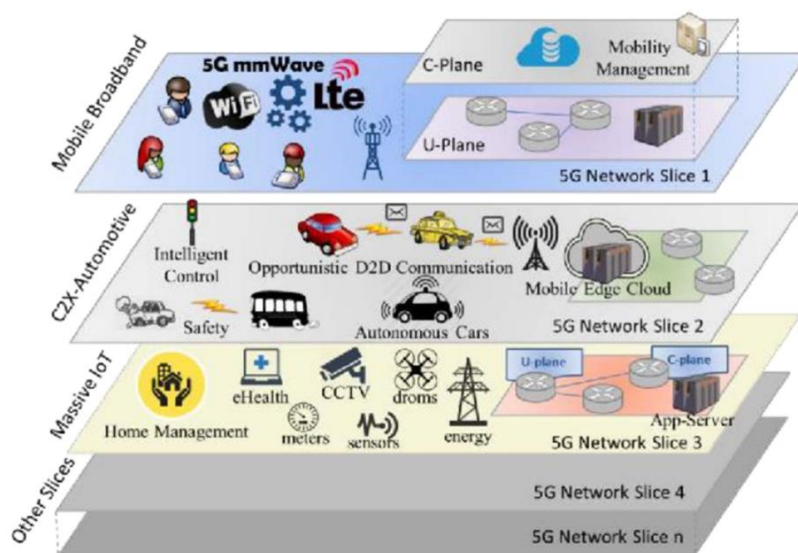 Mobile Broadband
5G mmWave
WiFi
Lte
C-Plane
Mobility
Management
U-Plane
5G Network Slice 1
C2X-Automotive
Intelligent
Control
Opportunistic D2D Communication
Mobile Edge Cloud
Safety
Autonomous Cars
5G Network Slice 2
Massive IoT
Home Management
eHealth
CCTV
droms
meters
sensors
energy
U-plane
C-plane
App-Server
5G Network Slice 3
Other Slices
5G Network Slice 4
5G Network Slice n